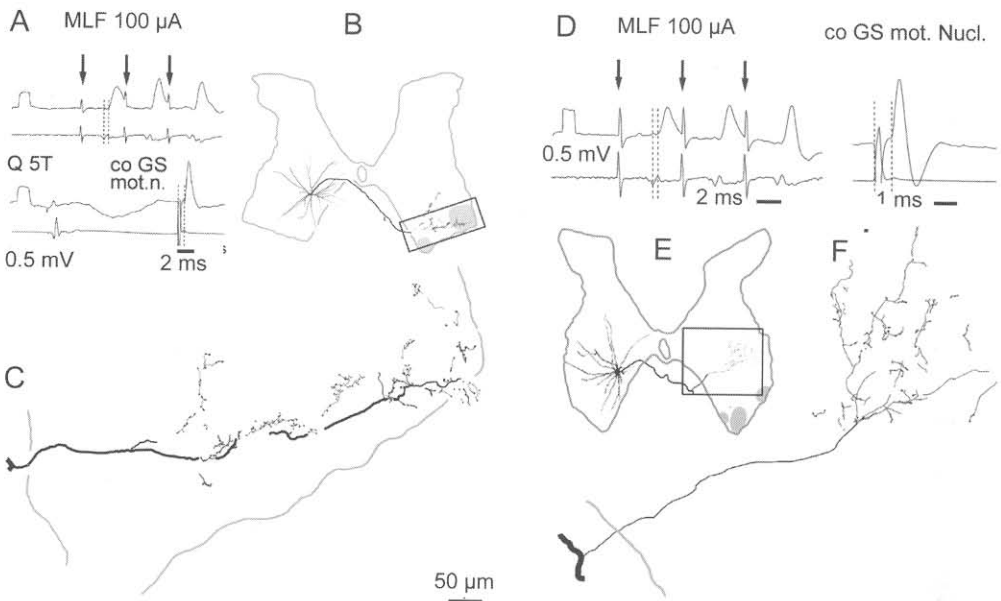 A
MLF 100 µA
Q 5T
co GS
mot.n.
0.5 mV
2 ms
s
B
C
50 µm
D
MLF 100 µA
co GS mot. Nucl.
0.5 mV
2 ms
1 ms
E
F